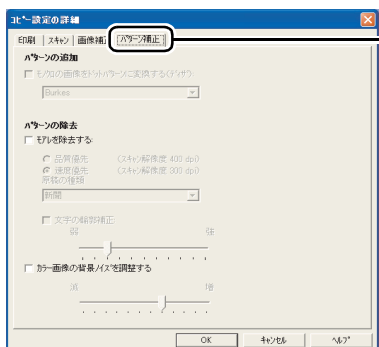 コピー設定の詳細
印刷 スキャン 画像補正 パターン補正
パターンの追加
モノクロの画像をドットパターンに変換する(ディザ)
Burkes
パターンの除去
モアレを除去する:
品質優先 (スキャン解像度 400 dpi)
速度優先 (スキャン解像度 300 dpi)
原稿の種類
新聞
文字の輪郭補正
弱 強
カラー画像の背景ノイズを調整する
減 増
OK キャンセル ヘルプ